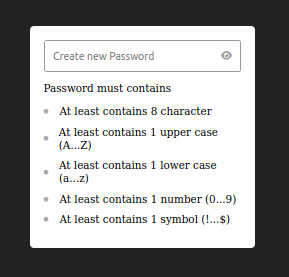 Create new Password
Password must contains
At least contains 8 character
At least contains 1 upper case
(A...Z)
At least contains 1 lower case
(a...z)
At least contains 1 number (0...9)
At least contains 1 symbol (!...$)